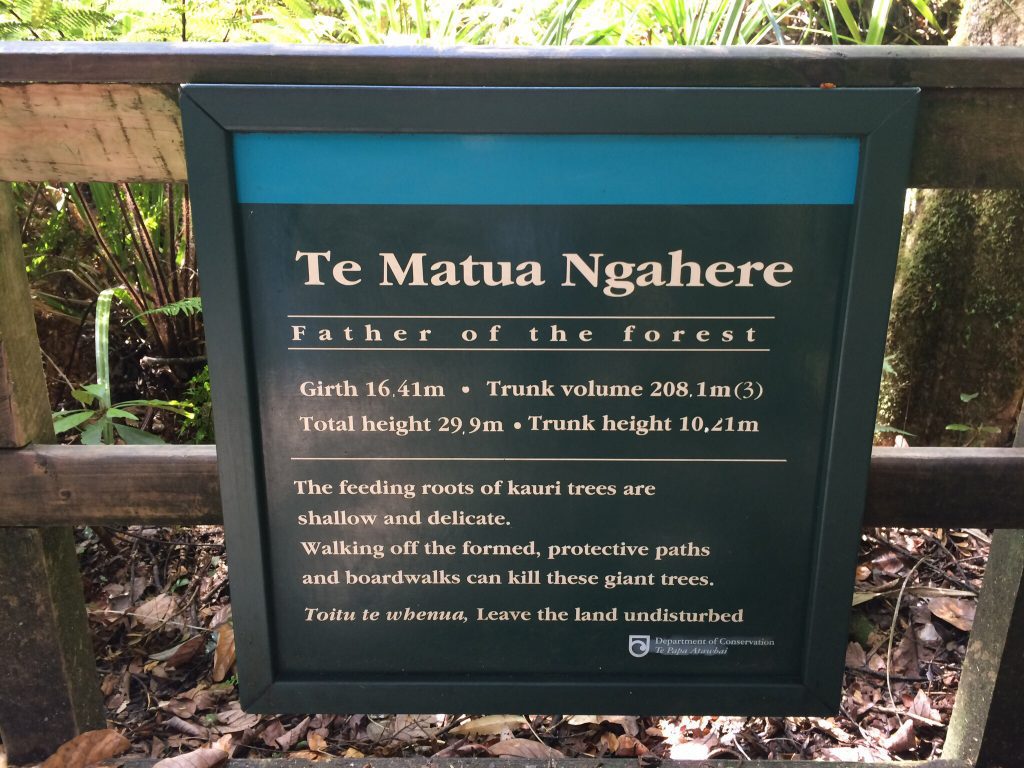 Te Matua Ngahere
Father of the forest
Girth 16.41m • Trunk volume 208.1m(3)
Total height 29.9m • Trunk height 10.21m
The feeding roots of kauri trees are
shallow and delicate.
Walking off the formed, protective paths
and boardwalks can kill these giant trees.
Toitu te whenua, Leave the land undisturbed
Department of Conservation
Te Papa Atawhai